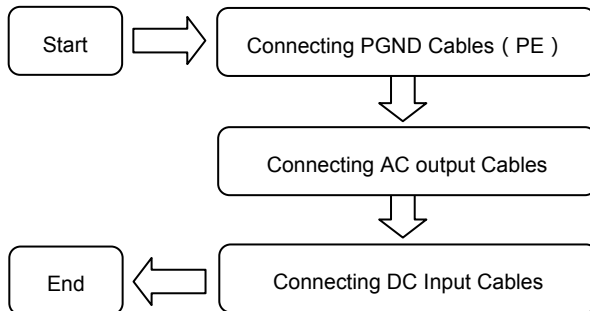 Start
Connecting PGND Cables ( PE )
Connecting AC output Cables
Connecting DC Input Cables
End